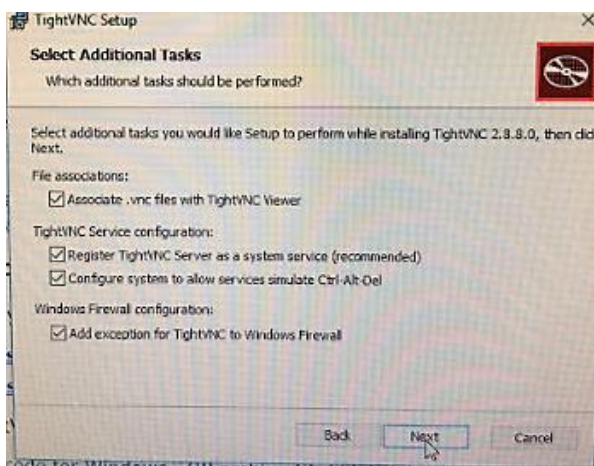 TightVNC Setup
Select Additional Tasks
Which additional tasks should be performed?
Select additional tasks you would like Setup to perform while installing TightVNC 2.8.8.0, then click
Next.
File associations:
Associate .vnc files with TightVNC Viewer
TightVNC Service configuration:
Register TightVNC Server as a system service (recommended)
Configure system to allow services simulate Ctrl-Alt-Del
Windows Firewall configuration:
Add exception for TightVNC to Windows Firewall
Back Next Cancel